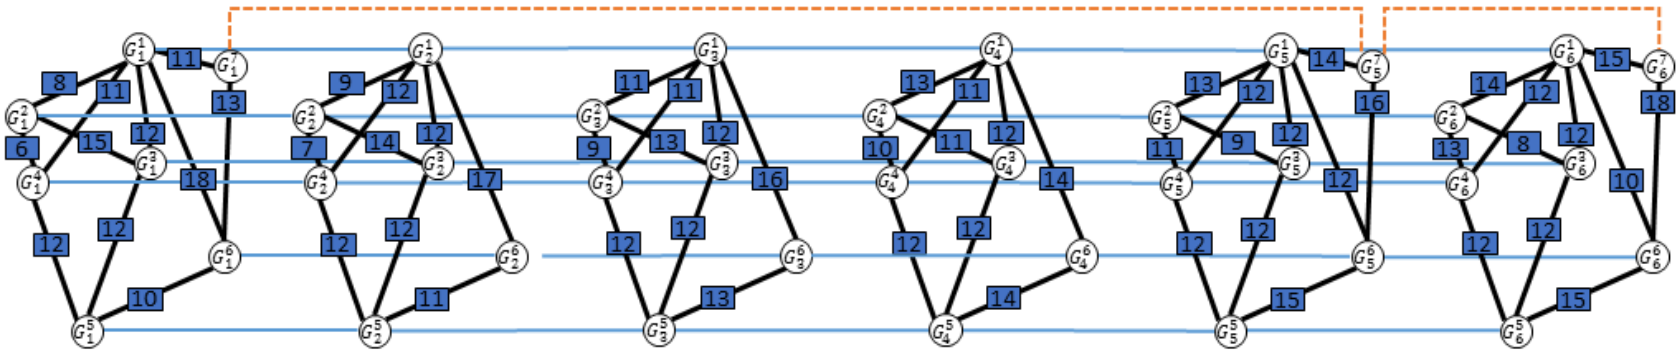 G₁¹ 11 G₁⁷ 8 11 13 G₁² 12 6 15 G₁³ G₁⁴ 18 12 12 G₁⁶ 10 G₁⁵
G₂¹ 9 12 G₂² 12 7 14 G₂³ G₂⁴ 17 12 12 G₂⁶ 11 G₂⁵
G₃¹ 11 11 G₃² 12 9 13 G₃³ G₃⁴ 16 12 12 G₃⁶ 13 G₃⁵
G₄¹ 13 11 G₄² 12 10 11 G₄³ G₄⁴ 14 12 12 G₄⁶ 14 G₄⁵
G₅¹ 14 G₅⁷ 13 12 16 G₅² 12 11 9 G₅³ G₅⁴ 12 12 12 G₅⁶ 15 G₅⁵
G₆¹ 15 G₆⁷ 14 12 18 G₆² 12 13 8 G₆³ G₆⁴ 10 12 12 G₆⁶ 15 G₆⁵